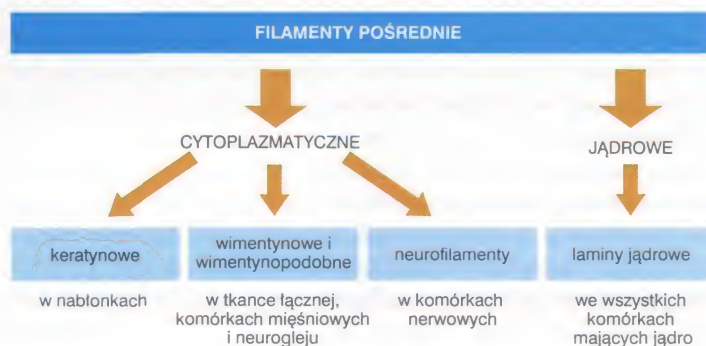 FILAMENTY POŚREDNIE
CYTOPLAZMATYCZNE
JĄDROWE
keratynowe
wimentynowe i
wimentynopodobne
neurofilamenty
laminy jądrowe
w nabłonkach
w tkance łącznej,
komórkach mięśniowych
i neurogleju
w komórkach
nerwowych
we wszystkich
komórkach
mających jądro